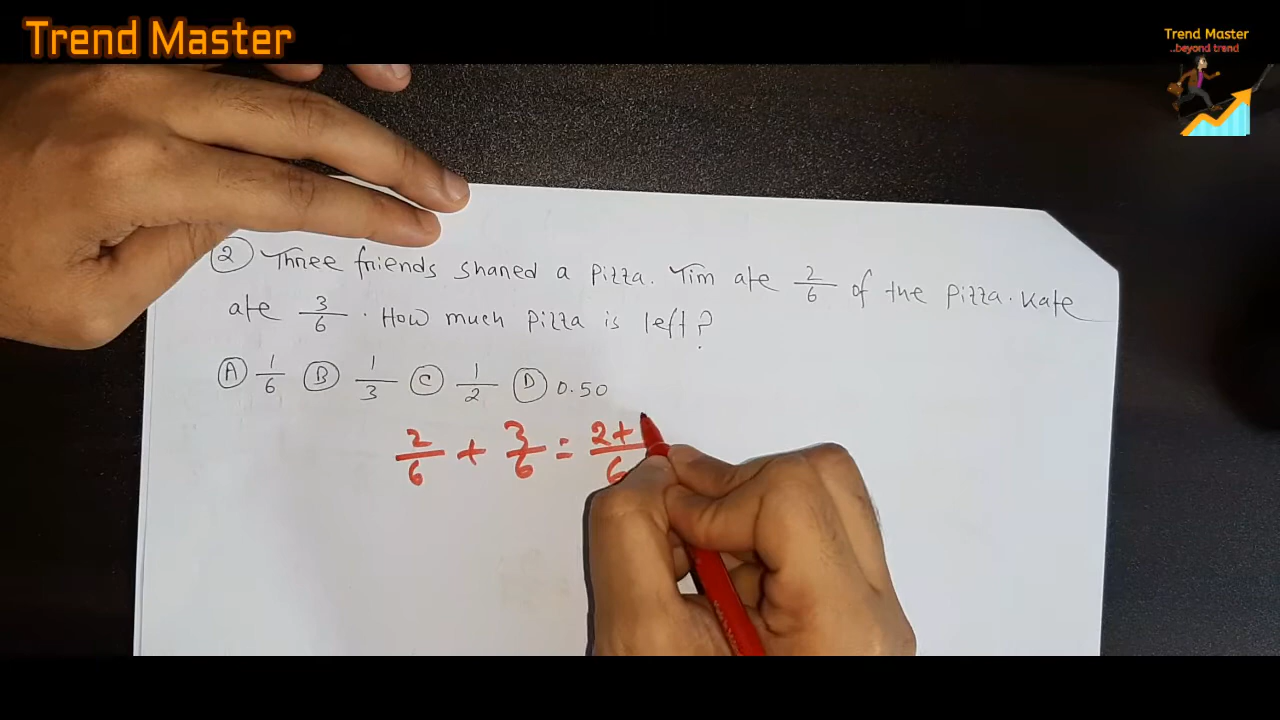 Trend Master
Trend Master
..beyond trend
② Three friends shared a pizza. Tim ate 2/6 of the pizza. Kate
ate 3/6. How much pizza is left?
Ⓐ 1/6 Ⓑ 1/3 Ⓒ 1/2 Ⓓ 0.50
2/6 + 3/6 = 2+/6